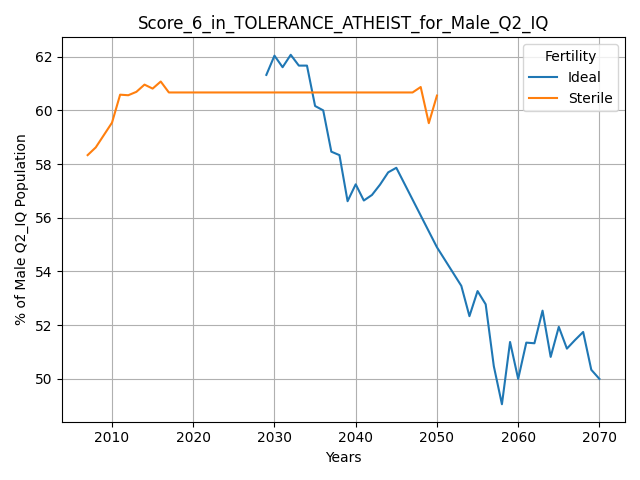 Score_6_in_TOLERANCE_ATHEIST_for_Male_Q2_IQ
Fertility
Ideal
Sterile
% of Male Q2_IQ Population
62
60
58
56
54
52
50
2010 2020 2030 2040 2050 2060 2070
Years